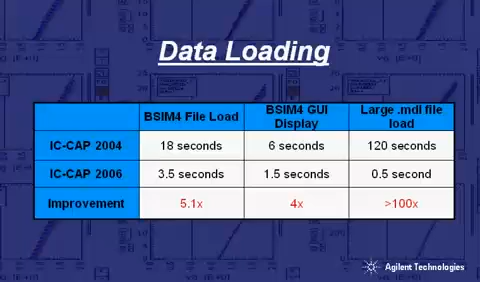 Data Loading
BSIM4 File Load
BSIM4 GUI
Display
Large .mdl file
load
IC-CAP 2004
18 seconds
6 seconds
120 seconds
IC-CAP 2006
3.5 seconds
1.5 seconds
0.5 second
Improvement
5.1x
4x
>100x
Agilent Technologies